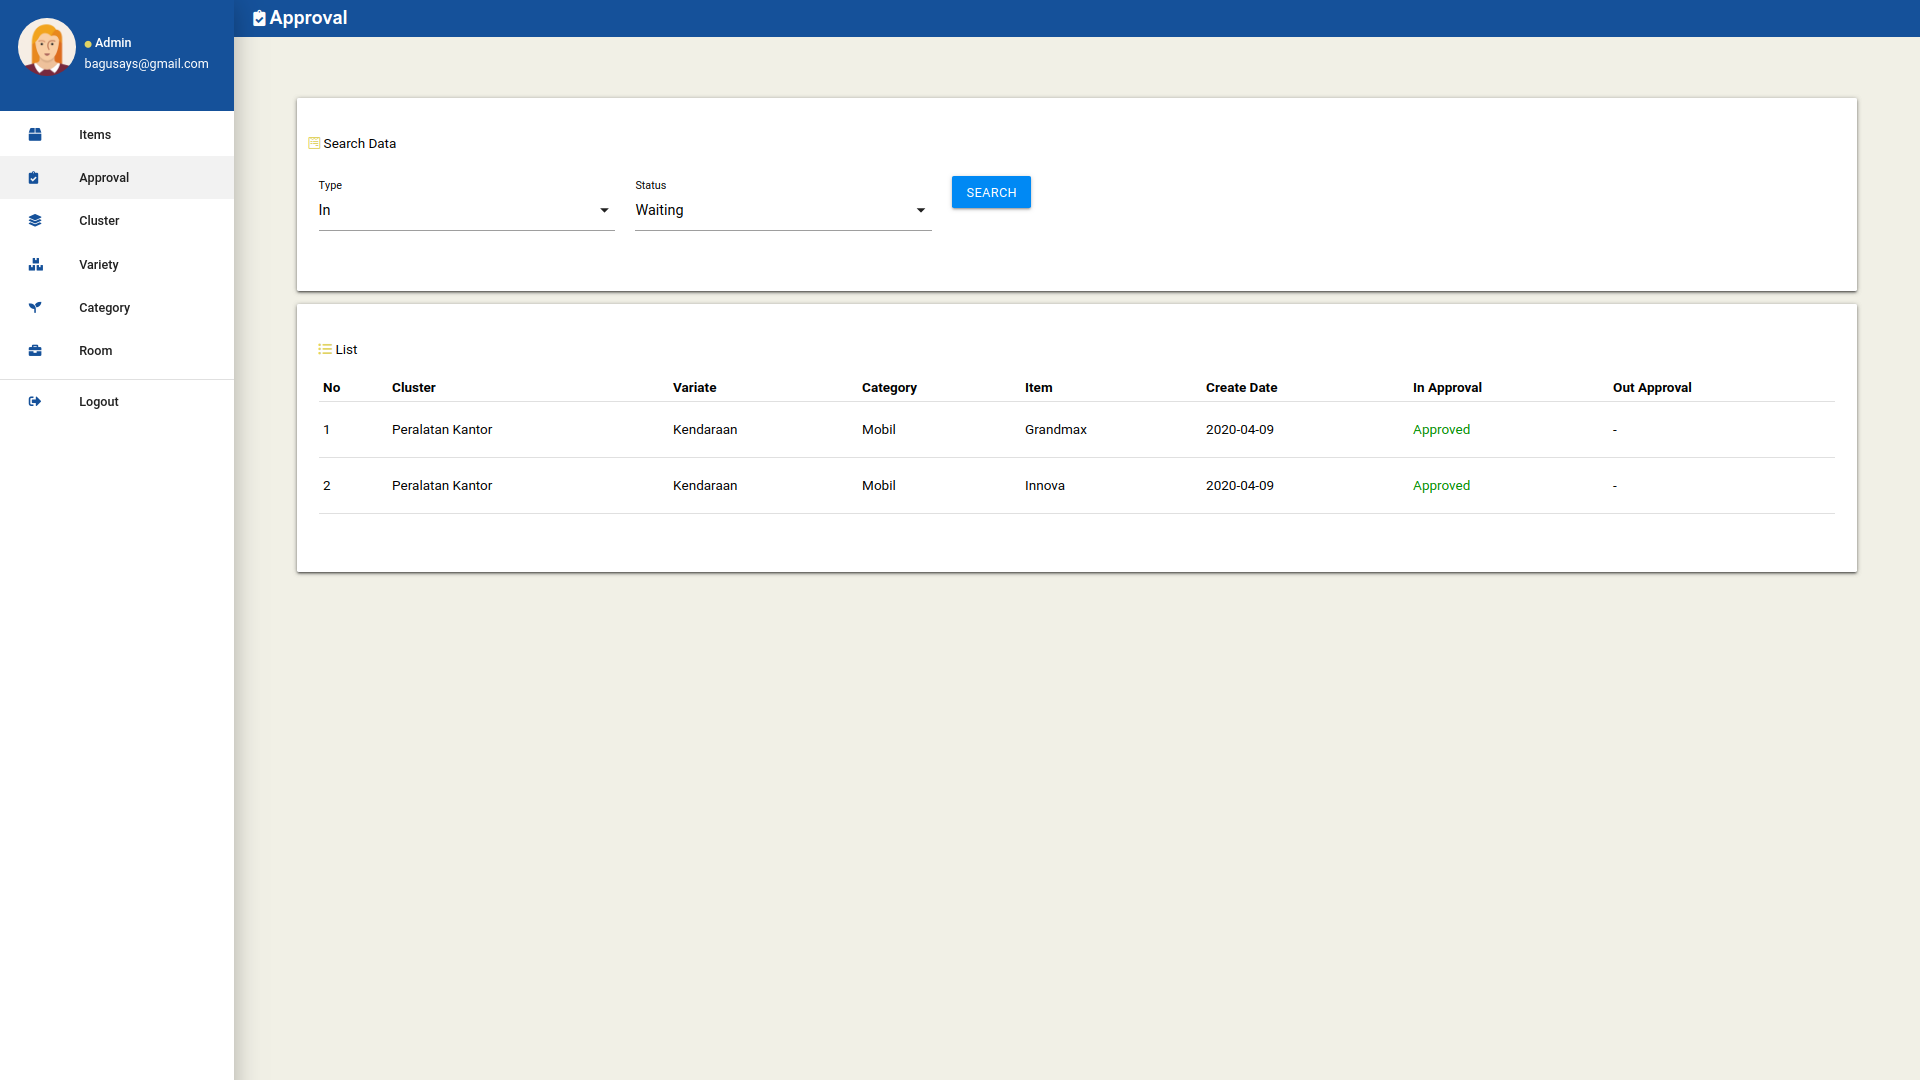 Admin
bagusays@gmail.com
Items
Approval
Cluster
Variety
Category
Room
Logout
Approval
Search Data
Type
In
Status
Waiting
SEARCH
List
No Cluster Variate Category Item Create Date In Approval Out Approval
1 Peralatan Kantor Kendaraan Mobil Grandmax 2020-04-09 Approved -
2 Peralatan Kantor Kendaraan Mobil Innova 2020-04-09 Approved -